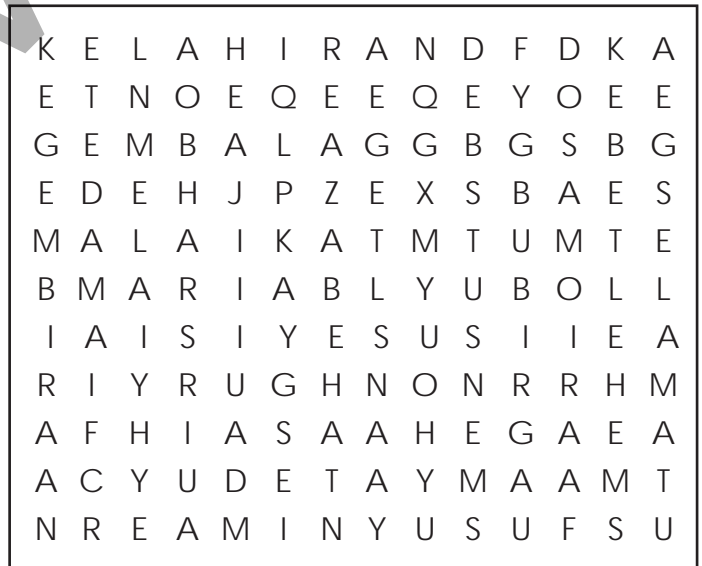 K E L A H I R A N D F D K A
E T N O E Q E E Q E Y O E E
G E M B A L A G G B G S B G
E D E H J P Z E X S B A E S
M A L A I K A T M T U M T E
B M A R I A B L Y U B O L L
I A I S I Y E S U S I I E A
R I Y R U G H N O N R R H M
A F H I A S A A H E G A E A
A C Y U D E T A Y M A A M T
N R E A M I N Y U S U F S U